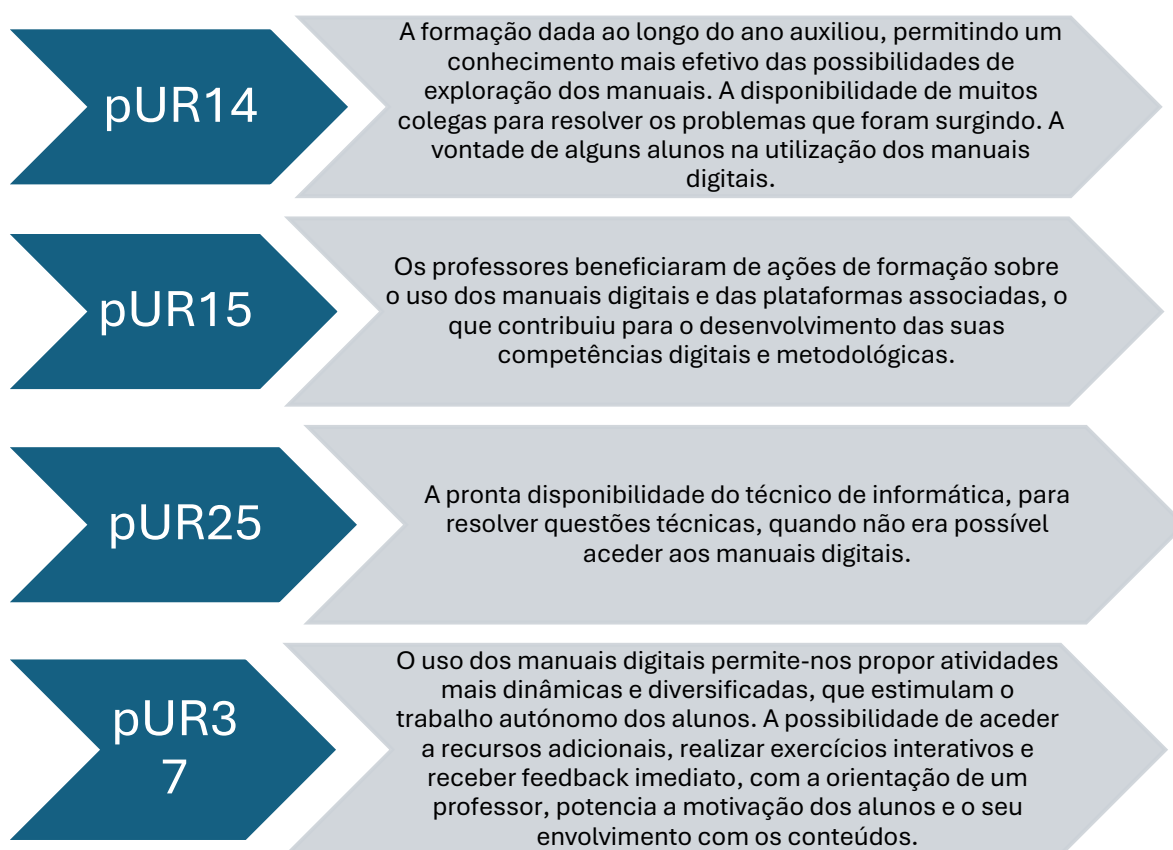 pUR14
A formação dada ao longo do ano auxiliou, permitindo um
conhecimento mais efetivo das possibilidades de
exploração dos manuais. A disponibilidade de muitos
colegas para resolver os problemas que foram surgindo. A
vontade de alguns alunos na utilização dos manuais
digitais.
pUR15
Os professores beneficiaram de ações de formação sobre
o uso dos manuais digitais e das plataformas associadas, o
que contribuiu para o desenvolvimento das suas
competências digitais e metodológicas.
pUR25
A pronta disponibilidade do técnico de informática, para
resolver questões técnicas, quando não era possível
aceder aos manuais digitais.
pUR3
7
O uso dos manuais digitais permite-nos propor atividades
mais dinâmicas e diversificadas, que estimulam o
trabalho autónomo dos alunos. A possibilidade de aceder
a recursos adicionais, realizar exercícios interativos e
receber feedback imediato, com a orientação de um
professor, potencia a motivação dos alunos e o seu
envolvimento com os conteúdos.